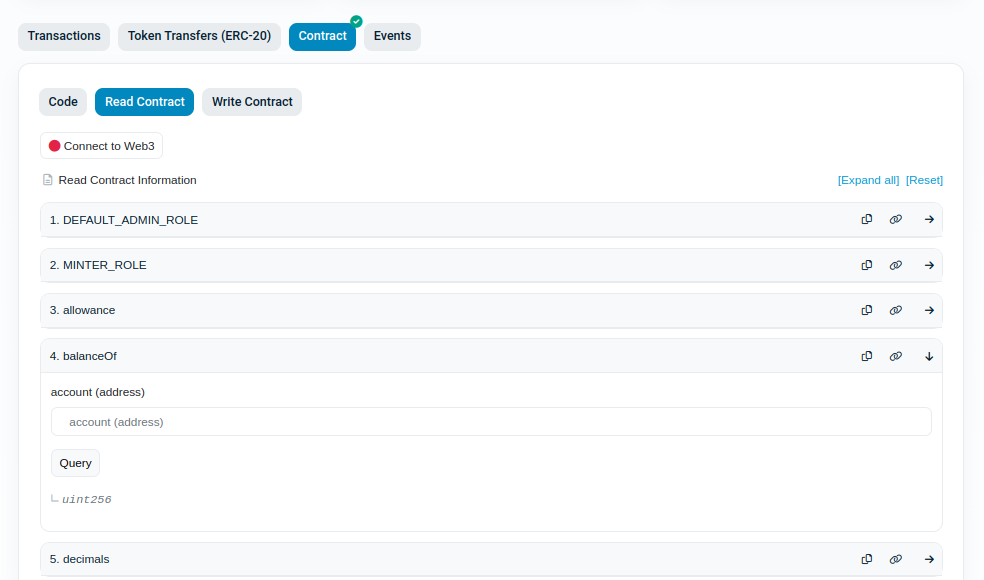 Transactions Token Transfers (ERC-20) Contract Events
Code Read Contract Write Contract
Connect to Web3
Read Contract Information [Expand all] [Reset]
1. DEFAULT_ADMIN_ROLE
2. MINTER_ROLE
3. allowance
4. balanceOf
account (address)
account (address)
Query
uint256
5. decimals